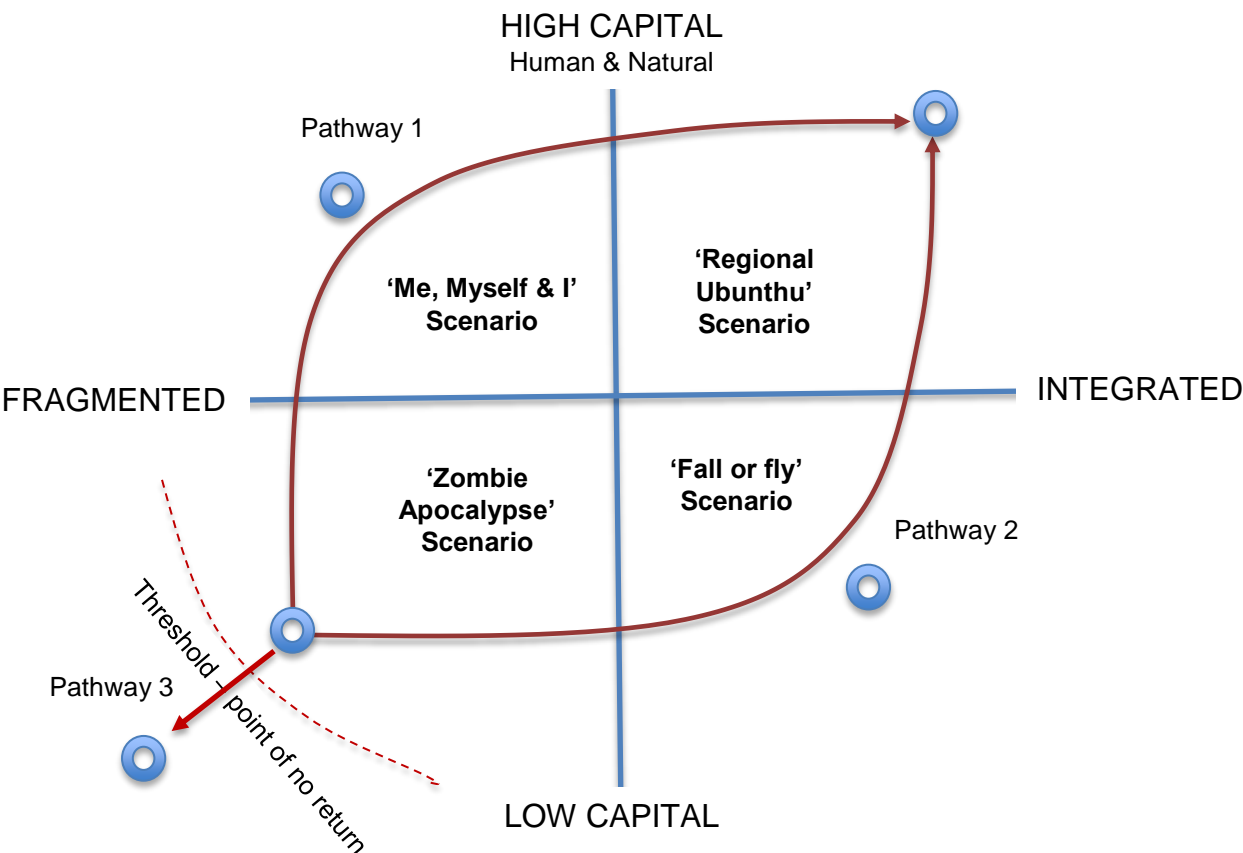 HIGH CAPITAL
Human & Natural
Pathway 1
‘Me, Myself & I’
Scenario
‘Regional
Ubunthu’
Scenario
FRAGMENTED
INTEGRATED
‘Zombie
Apocalypse’
Scenario
‘Fall or fly’
Scenario
Pathway 2
Threshold – point of no return
Pathway 3
LOW CAPITAL